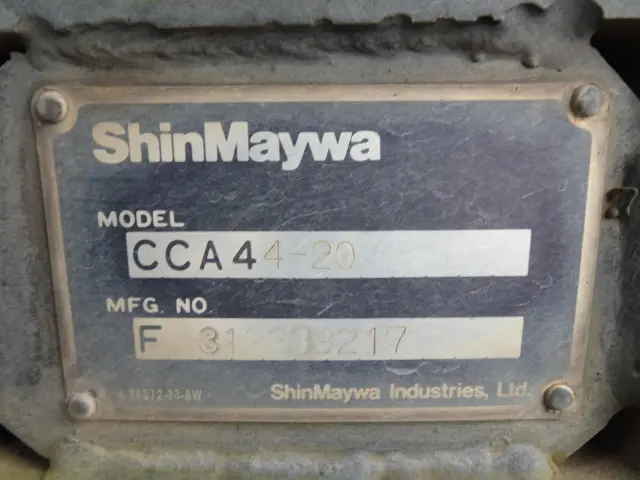 ShinMaywa
MODEL
CCA44-20
MFG. NO.
F
ShinMaywa Industries, Ltd.